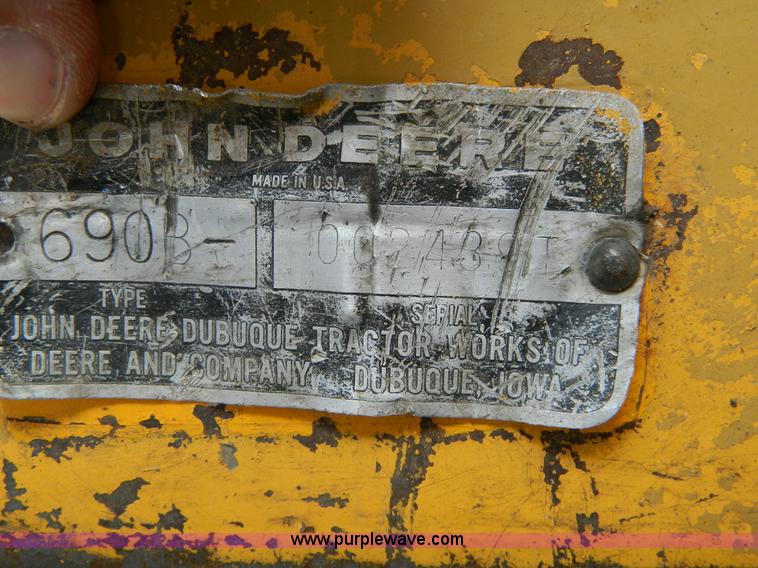 JOHN DEERE
MADE IN U.S.A.
690B-
TYPE SERIAL
JOHN DEERE DUBUQUE TRACTOR WORKS OF
DEERE AND COMPANY, DUBUQUE, IOWA
www.purplewave.com